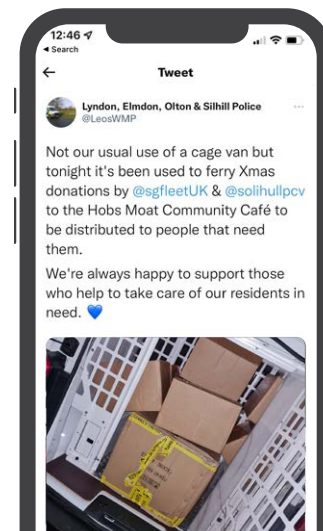 12:46
Search
Tweet
Lyndon, Elmdon, Olton & Silhill Police
@LeosWMP
Not our usual use of a cage van but
tonight it's been used to ferry Xmas
donations by @sgfleetUK & @solihullpcv
to the Hobs Moat Community Café to
be distributed to people that need
them.
We're always happy to support those
who help to take care of our residents in
need. 💙